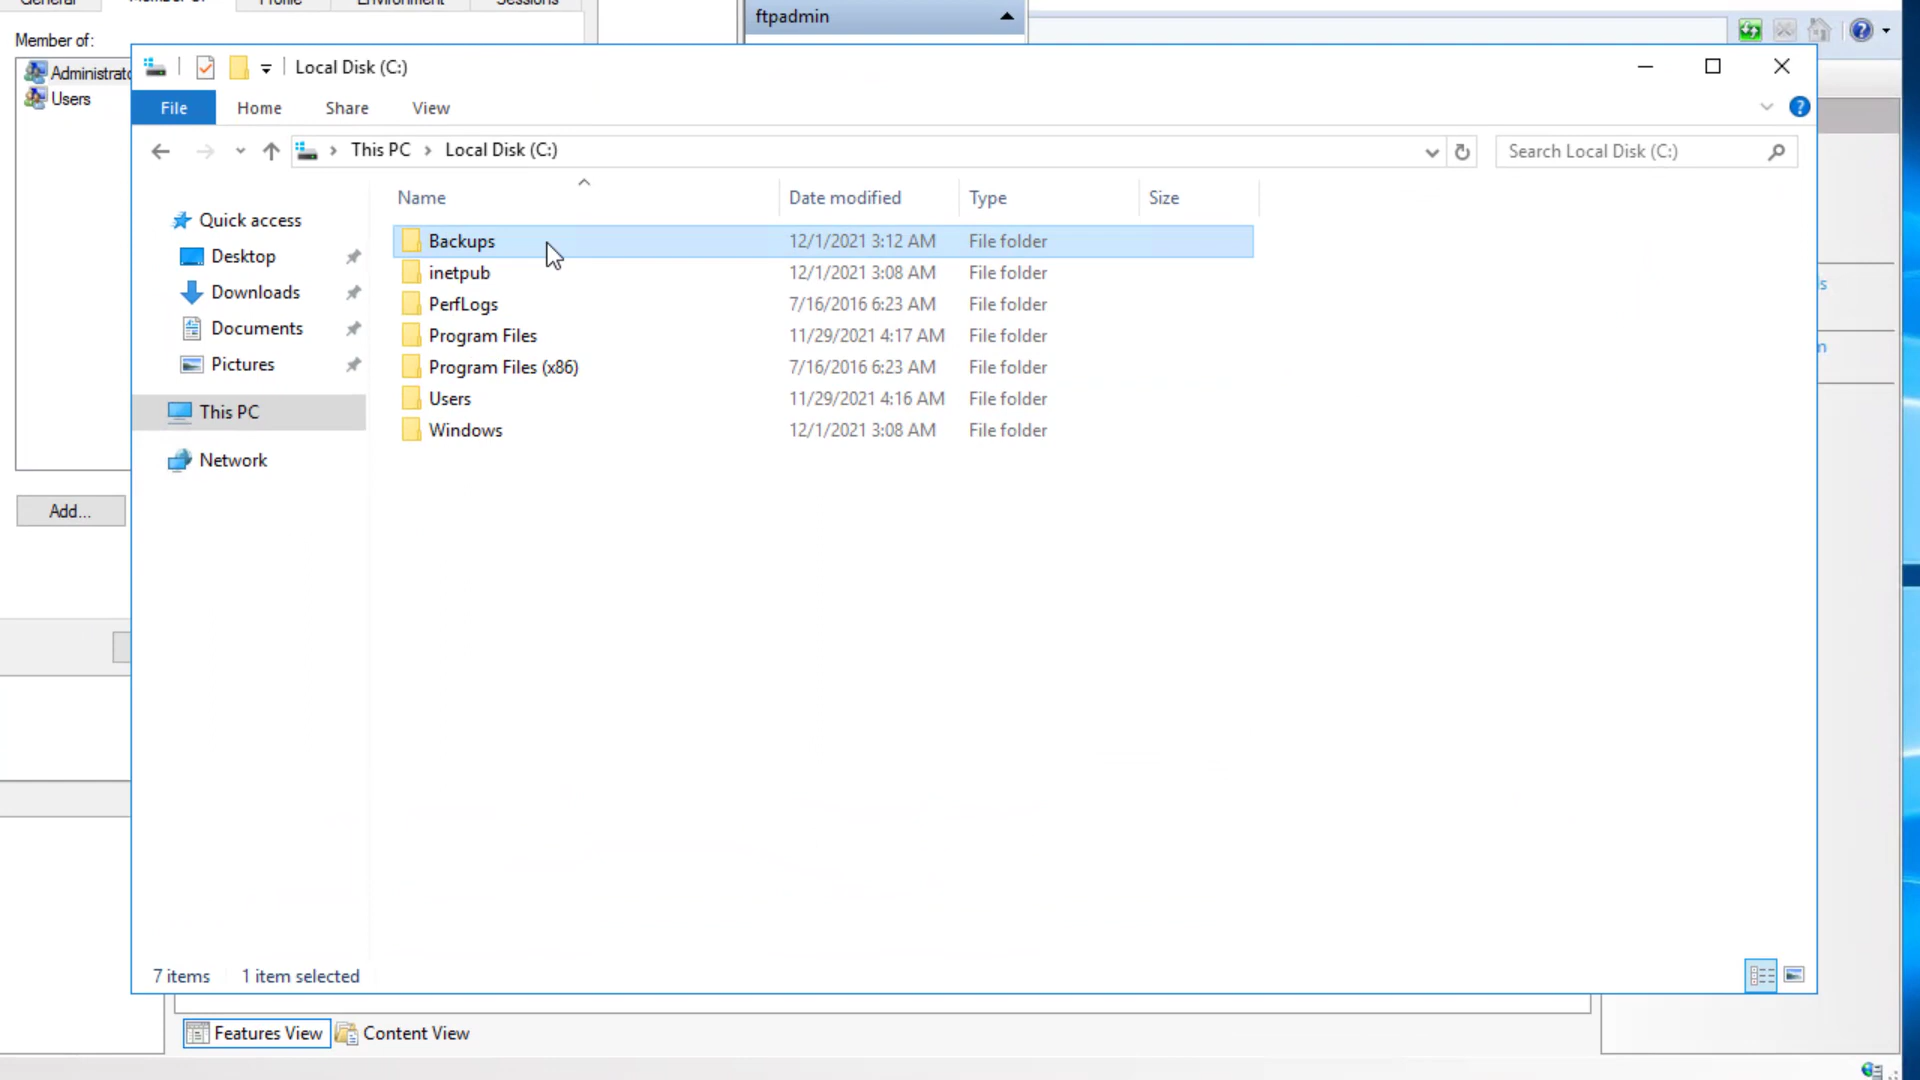 General
Profile
Environment
Sessions
ftpadmin
Member of:
Administrato
Users
Local Disk (C:)
File
Home
Share
View
This PC
Local Disk (C:)
Search Local Disk (C:)
Name
Date modified
Type
Size
Quick access
Desktop
Downloads
Documents
Pictures
This PC
Network
Backups 12/1/2021 3:12 AM File folder
inetpub 12/1/2021 3:08 AM File folder
PerfLogs 7/16/2016 6:23 AM File folder
Program Files 11/29/2021 4:17 AM File folder
Program Files (x86) 7/16/2016 6:23 AM File folder
Users 11/29/2021 4:16 AM File folder
Windows 12/1/2021 3:08 AM File folder
Add...
7 items
1 item selected
Features View
Content View